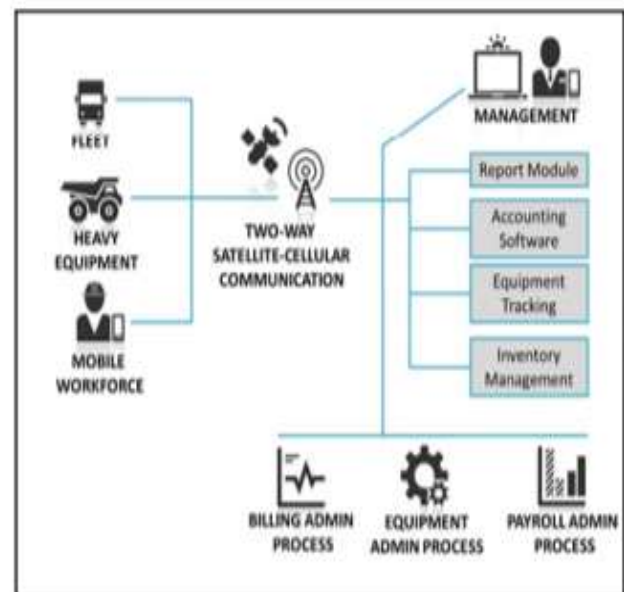 FLEET
HEAVY
EQUIPMENT
MOBILE
WORKFORCE
TWO-WAY
SATELLITE-CELLULAR
COMMUNICATION
MANAGEMENT
Report Module
Accounting
Software
Equipment
Tracking
Inventory
Management
BILLING ADMIN
PROCESS
EQUIPMENT
ADMIN PROCESS
PAYROLL ADMIN
PROCESS